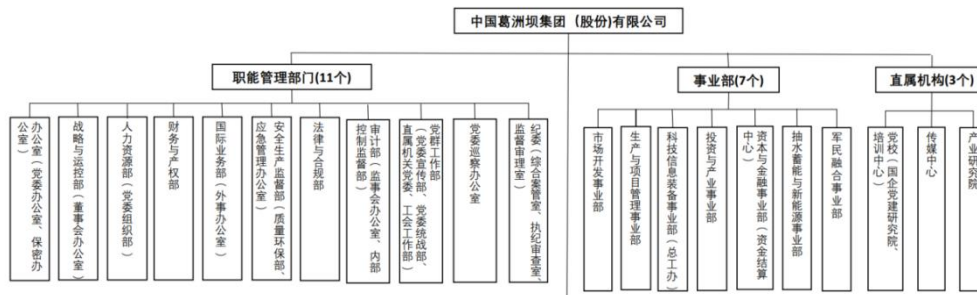 中国葛洲坝集团（股份)有限公司
职能管理部门(11个)
事业部(7个)
直属机构(3个)
办公室（党委办公室、保密办
公室）
战略与运控部（董事会办公室）
人力资源部（党委组织部
财务与产权部
国际业务部（外事办公室）
安全生产监督部（质量环保部、
应急管理办公室）
法律与合规部
审计部（监事会办公室、内部
控制监督部）
党群工作部
（党委宣传部、党委统战部、
直属机关党委、工会工作部）
党委巡察办公室
纪委（综合案管室、执纪审查室、
监督审理室）
市场开发事业部
生产与项目管理事业部
科技信息装备事业部（总工办）
投资与产业事业部
资本与金融事业部（资金结算
中心）
抽水蓄能与新能源事业部
军民融合事业部
党校（国企党建研究院、
培训中心）
传媒中心
产业研究院